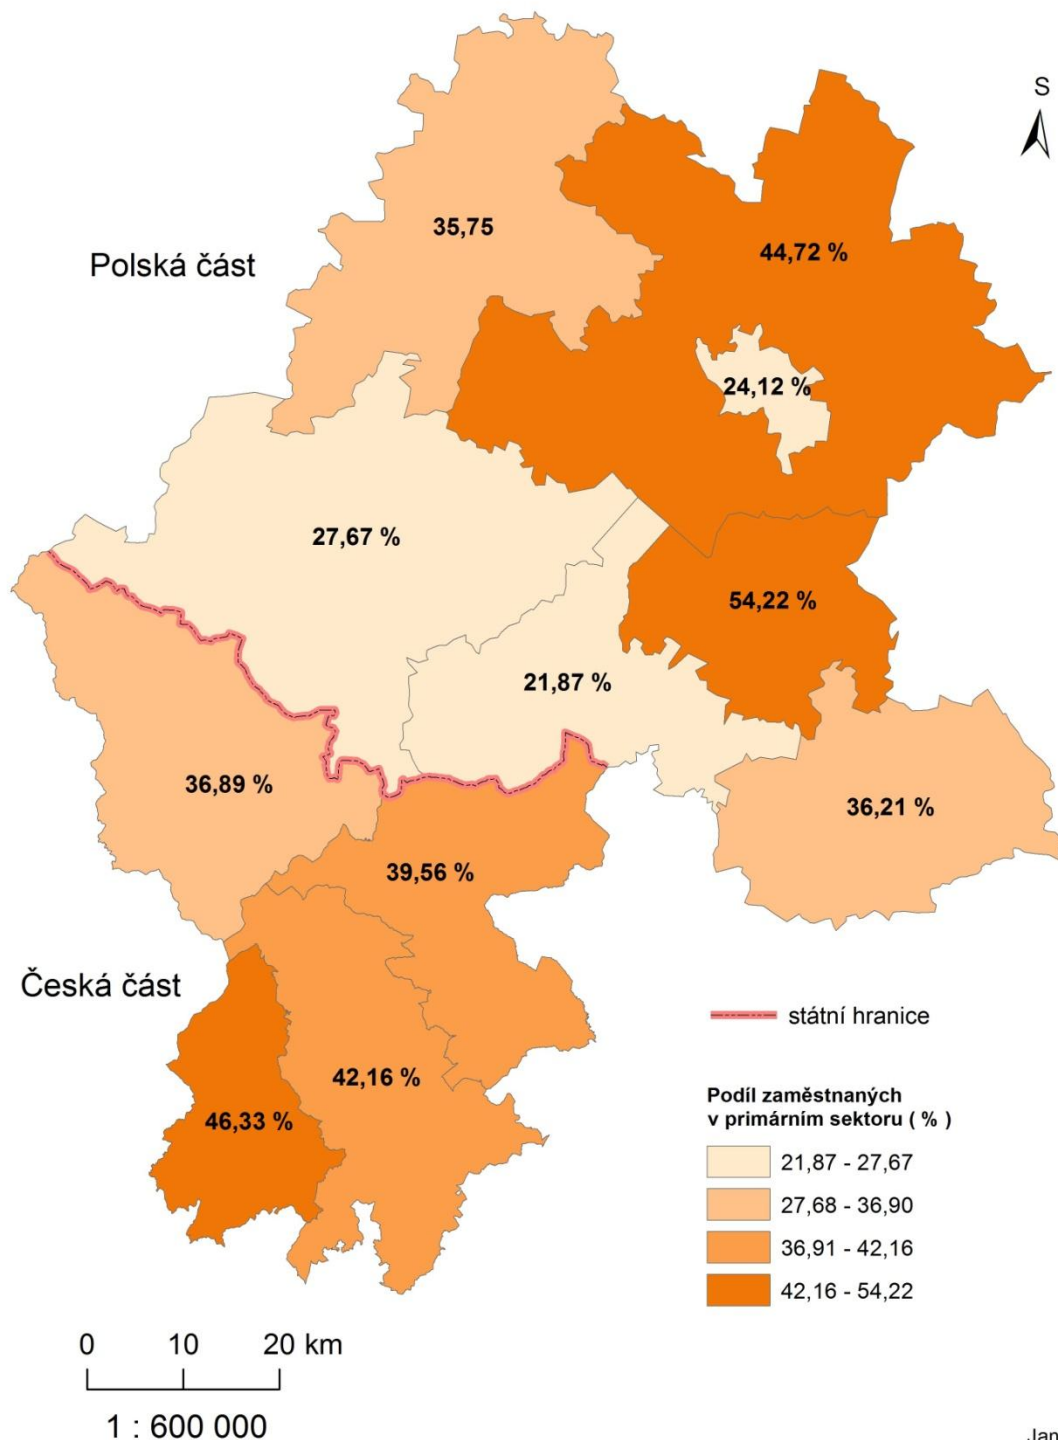 S
35,75
Polská část
44,72 %
24,12 %
27,67 %
54,22 %
21,87 %
36,89 %
36,21 %
39,56 %
Česká část
státní hranice
42,16 %
46,33 %
Podíl zaměstnaných
v primárním sektoru ( % )
21,87 - 27,67
27,68 - 36,90
36,91 - 42,16
42,16 - 54,22
0 10 20 km
1 : 600 000
Jan